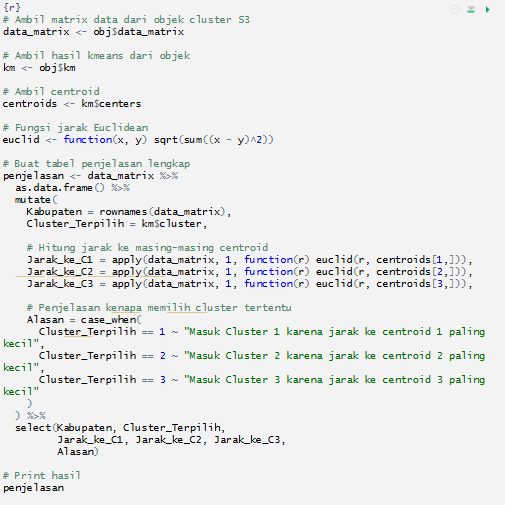 {r}
# Ambil matrix data dari objek cluster S3
data_matrix <- obj$data_matrix
# Ambil hasil kmeans dari objek
km <- obj$km
# Ambil centroid
centroids <- km$centers
# Fungsi jarak Euclidean
euclid <- function(x, y) sqrt(sum((x - y)^2))
# Buat tabel penjelasan lengkap
penjelasan <- data_matrix %>%
  as.data.frame() %>%
  mutate(
    Kabupaten = rownames(data_matrix),
    Cluster_Terpilih = km$cluster,
    # Hitung jarak ke masing-masing centroid
    Jarak_ke_C1 = apply(data_matrix, 1, function(r) euclid(r, centroids[1,])),
    Jarak_ke_C2 = apply(data_matrix, 1, function(r) euclid(r, centroids[2,])),
    Jarak_ke_C3 = apply(data_matrix, 1, function(r) euclid(r, centroids[3,])),
    # Penjelasan kenapa memilih cluster tertentu
    Alasan = case_when(
      Cluster_Terpilih == 1 ~ "Masuk Cluster 1 karena jarak ke centroid 1 paling
kecil",
      Cluster_Terpilih == 2 ~ "Masuk Cluster 2 karena jarak ke centroid 2 paling
kecil",
      Cluster_Terpilih == 3 ~ "Masuk Cluster 3 karena jarak ke centroid 3 paling
kecil"
    )
  ) %>%
  select(Kabupaten, Cluster_Terpilih,
         Jarak_ke_C1, Jarak_ke_C2, Jarak_ke_C3,
         Alasan)
# Print hasil
penjelasan